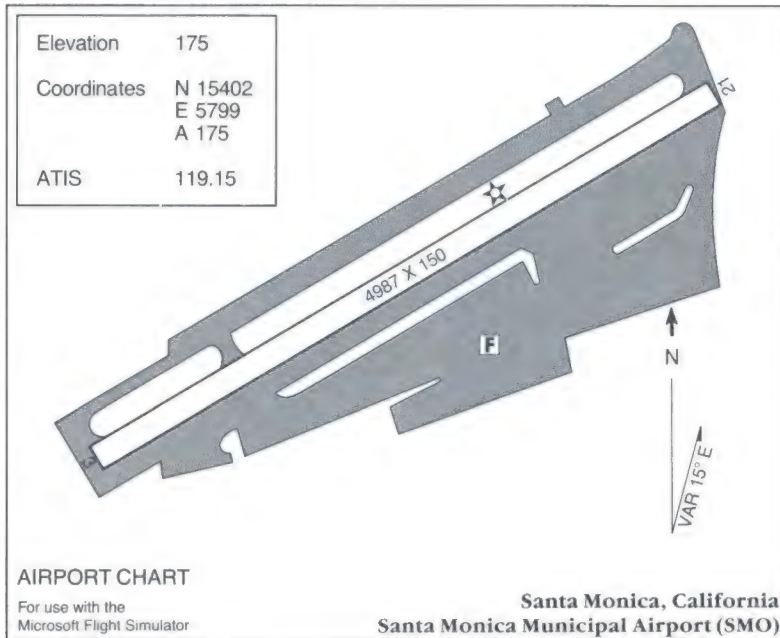 Elevation 175
Coordinates N 15402
E 5799
A 175
ATIS 119.15
21
4987 X 150
F
N
3
VAR 15° E
AIRPORT CHART
For use with the
Microsoft Flight Simulator
Santa Monica, California
Santa Monica Municipal Airport (SMO)